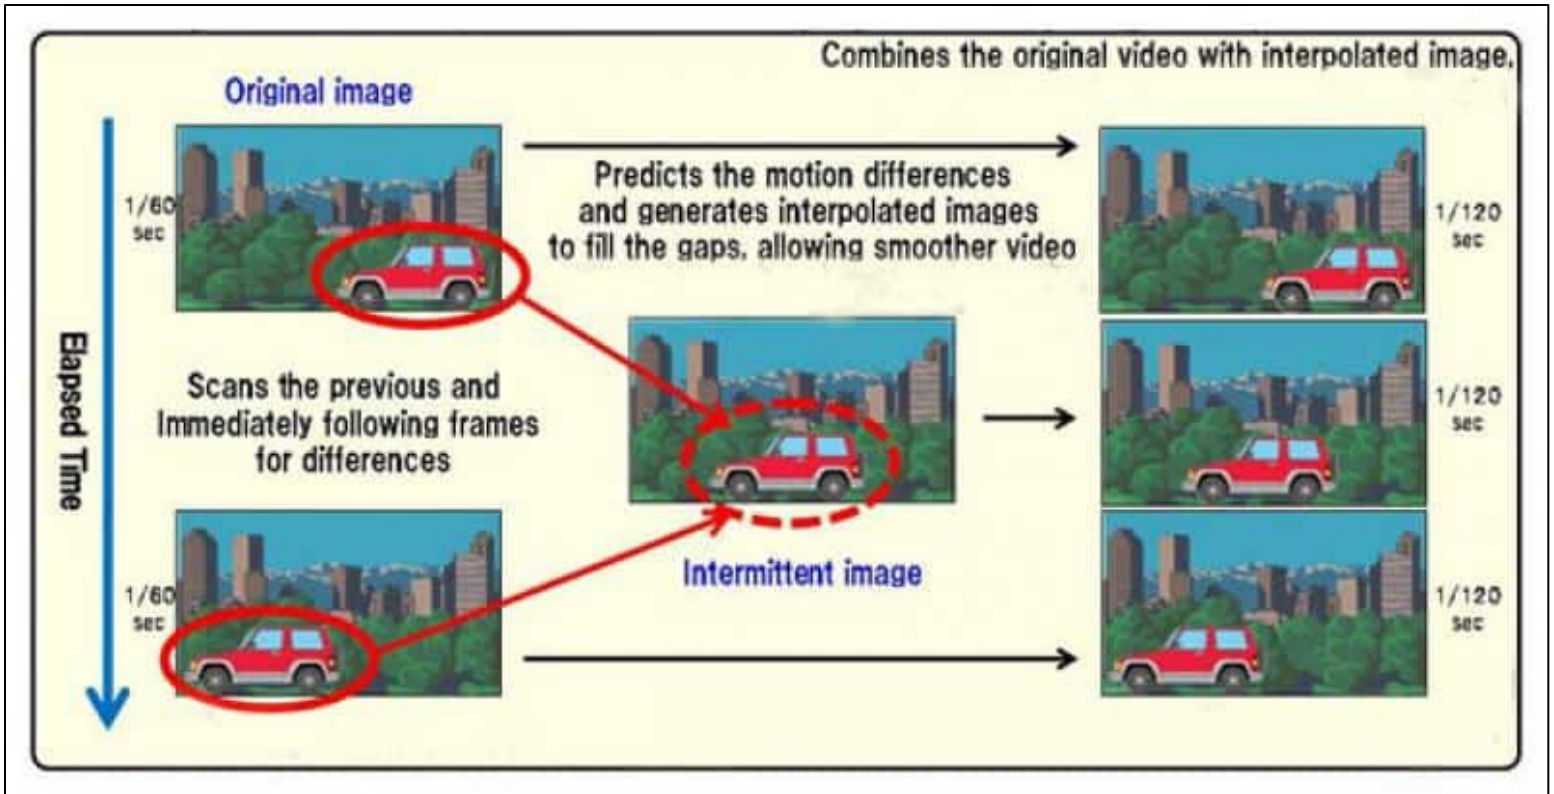 Combines the original video with interpolated image.
Original image
1/60
sec
Predicts the motion differences
and generates interpolated images
to fill the gaps, allowing smoother video
1/120
sec
Elapsed Time
Scans the previous and
Immediately following frames
for differences
1/120
sec
Intermittent image
1/60
sec
1/120
sec